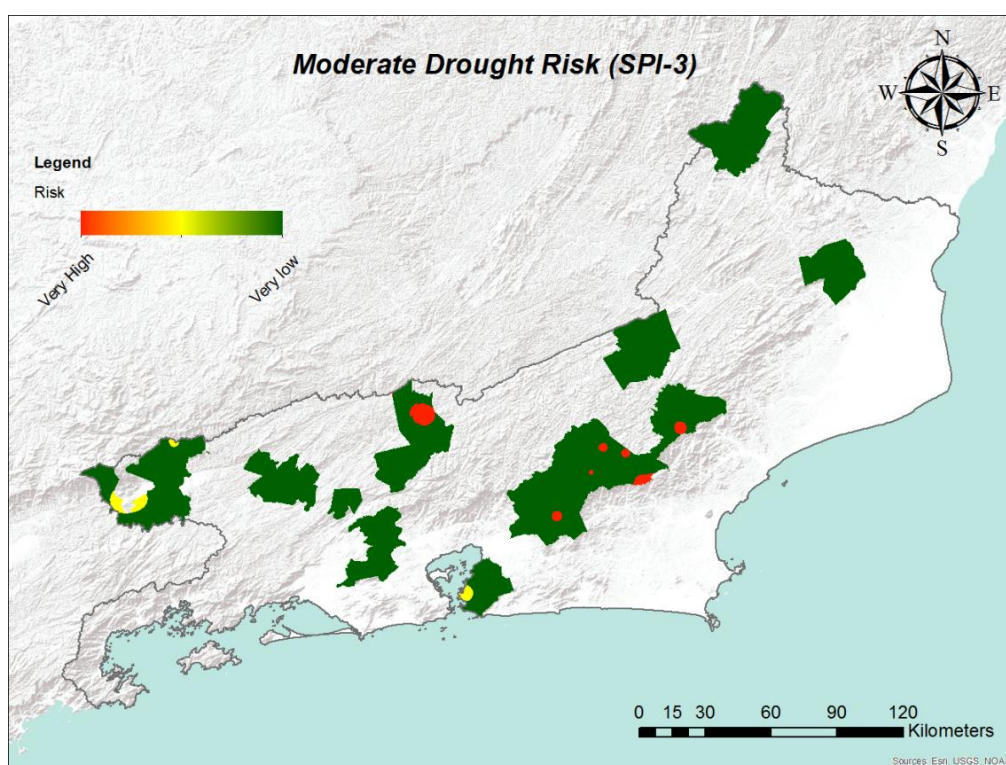 Moderate Drought Risk (SPI-3)
N
W
E
S
Legend
Risk
Very High
Very low
0 15 30 60 90 120
Kilometers
Sources: Esri, USGS, NOA